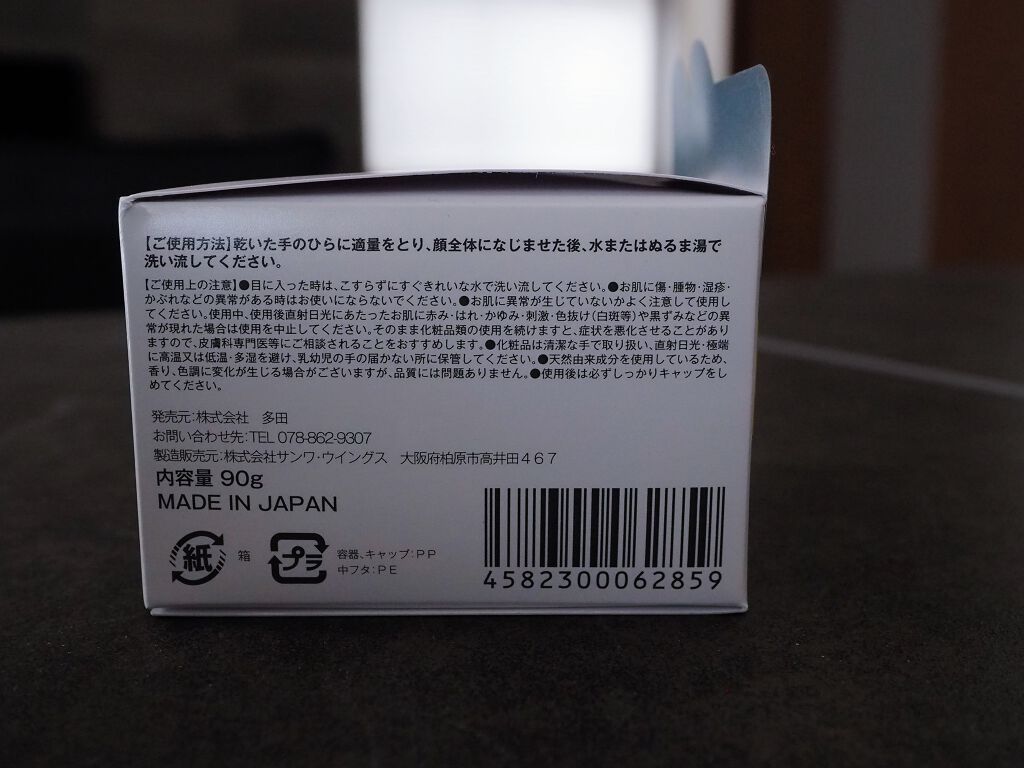 【ご使用方法】乾いた手のひらに適量をとり、顔全体になじませた後、水またはぬるま湯で
洗い流してください。
【ご使用上の注意】●目に入った時は、こすらずにすぐきれいな水で洗い流してください。●お肌に傷・腫物・湿疹・
かぶれなどの異常がある時はお使いにならないでください。●お肌に異常が生じていないかよく注意して使用し
てください。使用中、使用後直射日光にあたったお肌に赤み・はれ・かゆみ・刺激・色抜け(白斑等)や黒ずみなどの異
常が現れた場合は使用を中止してください。そのまま化粧品類の使用を続けますと、症状を悪化させることがあり
ますので、皮膚科専門医等にご相談されることをおすすめします。●化粧品は清潔な手で取り扱い、直射日光・極端
に高温又は低温・多湿を避け、乳幼児の手の届かない所に保管してください。●天然由来成分を使用しているため、
香り、色調に変化が生じる場合がございますが、品質には問題ありません。●使用後は必ずしっかりキャップをし
めてください。
発売元:株式会社 多田
お問い合わせ先:TEL 078-862-9307
製造販売元:株式会社サンワ・ウイングス 大阪府柏原市高井田467
内容量 90g
MADE IN JAPAN
紙 箱 プラ 容器、キャップ:PP
中フタ:PE
4582300062859